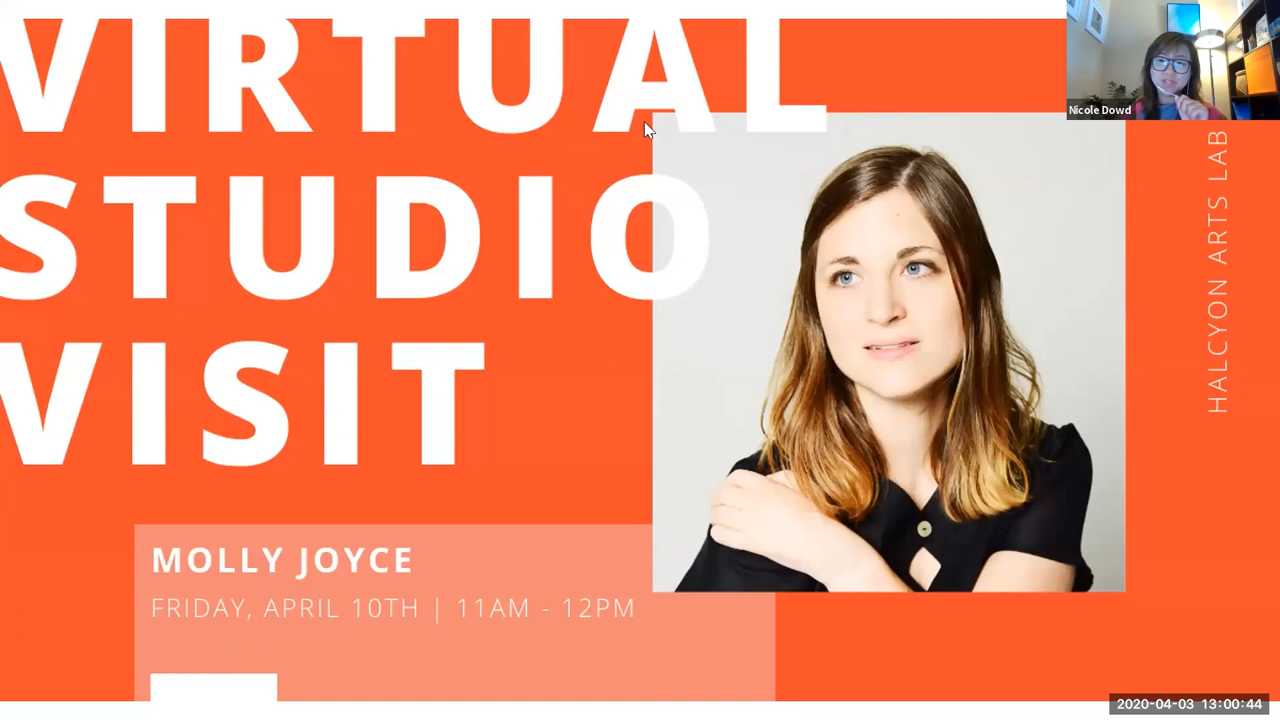 VIRTUAL
STUDIO
VISIT
Nicole Dowd
HALCYON ARTS LAB
MOLLY JOYCE
FRIDAY, APRIL 10TH | 11AM - 12PM
2020-04-03 13:00:44